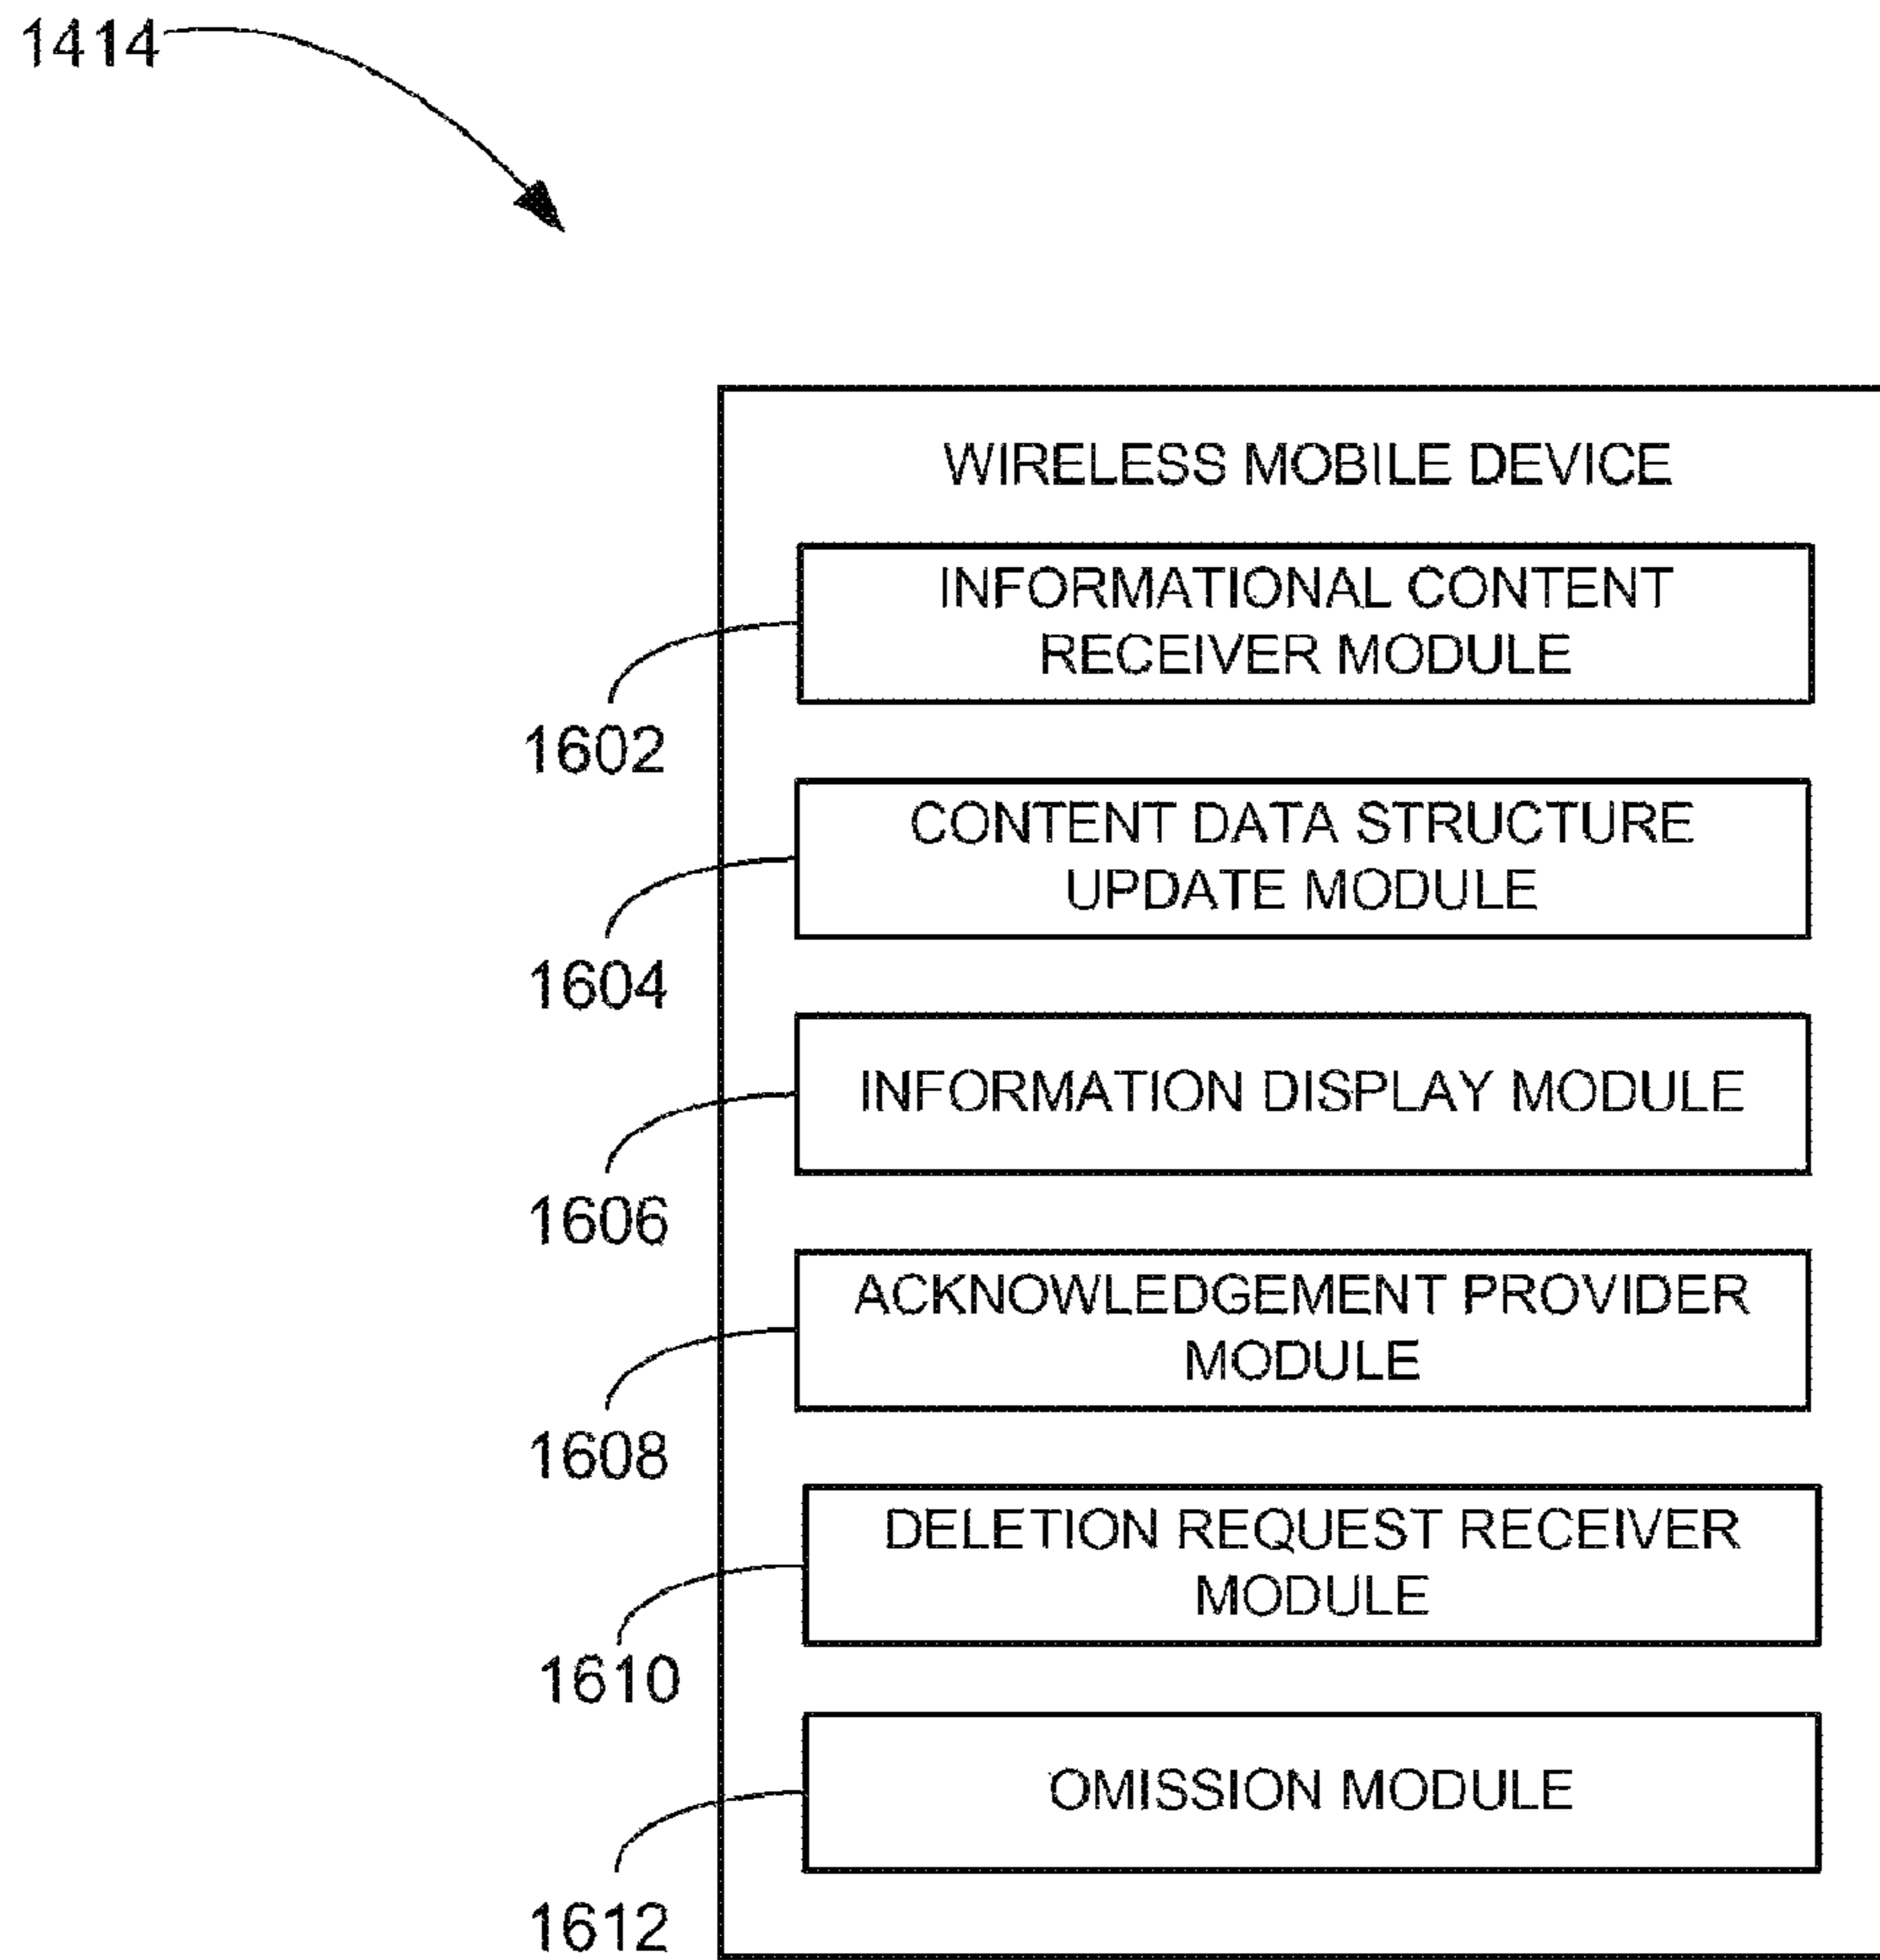 1414
WIRELESS MOBILE DEVICE
INFORMATIONAL CONTENT
RECEIVER MODULE
1602
CONTENT DATA STRUCTURE
UPDATE MODULE
1604
INFORMATION DISPLAY MODULE
1606
ACKNOWLEDGEMENT PROVIDER
MODULE
1608
DELETION REQUEST RECEIVER
MODULE
1610
OMISSION MODULE
1612